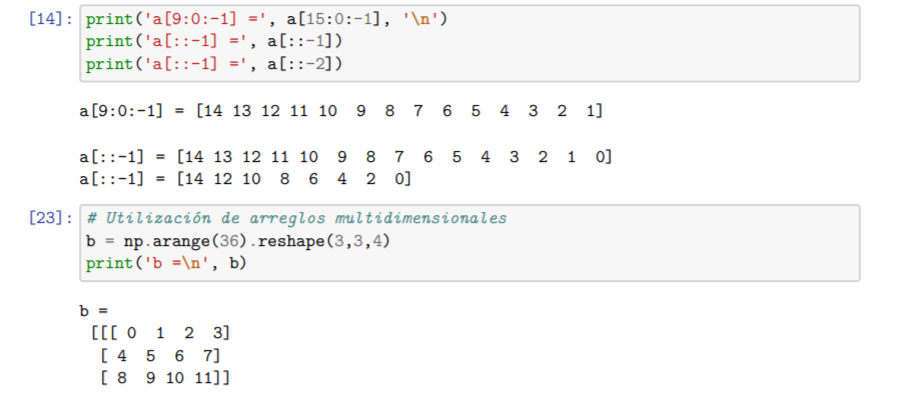 [14]: print('a[9:0:-1] =', a[15:0:-1], '\n')
print('a[::-1] =', a[::-1])
print('a[::-1] =', a[::-2])
a[9:0:-1] = [14 13 12 11 10  9  8  7  6  5  4  3  2  1]
a[::-1] = [14 13 12 11 10  9  8  7  6  5  4  3  2  1  0]
a[::-1] = [14 12 10  8  6  4  2  0]
[23]: # Utilización de arreglos multidimensionales
b = np.arange(36).reshape(3,3,4)
print('b =\n', b)
b =
[[[ 0  1  2  3]
[ 4  5  6  7]
[ 8  9 10 11]]